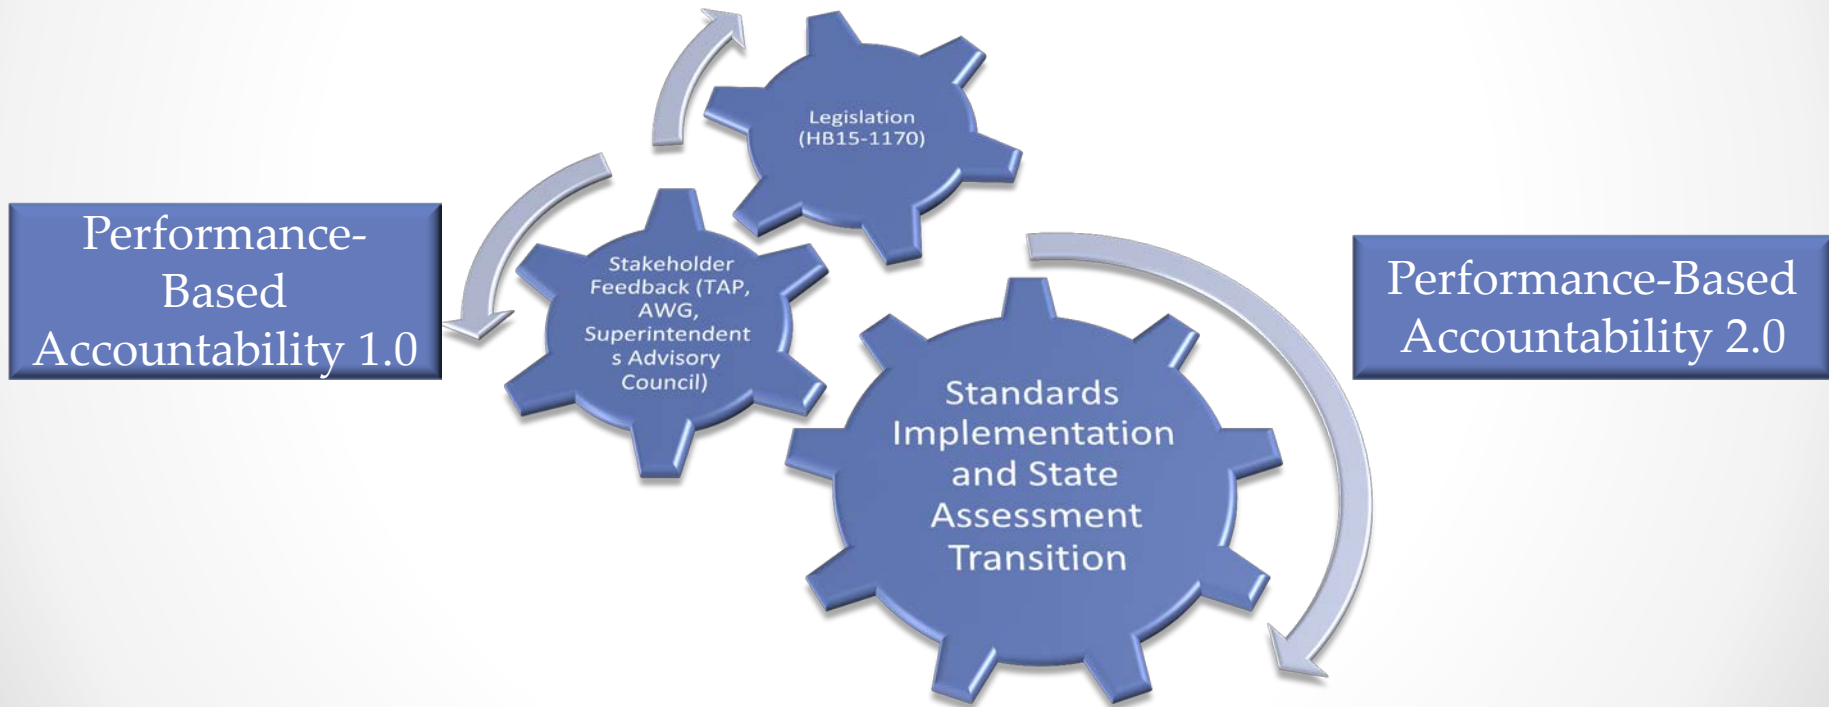 Performance-
Based
Accountability 1.0
Legislation
(HB15-1170)
Stakeholder
Feedback (TAP,
AWG,
Superintendent
s Advisory
Council)
Standards
Implementation
and State
Assessment
Transition
Performance-Based
Accountability 2.0